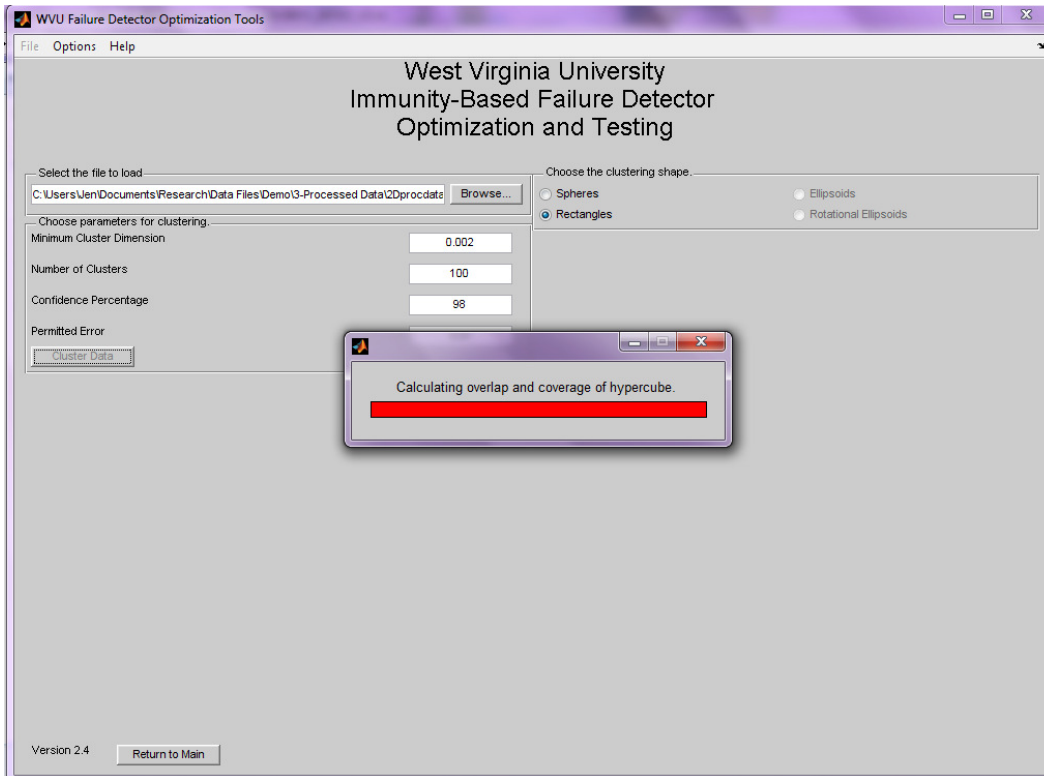 WVU Failure Detector Optimization Tools
File Options Help
West Virginia University
Immunity-Based Failure Detector
Optimization and Testing
Select the file to load
C:\Users\Jen\Documents\Research\Data Files\Demo\3-Processed Data\2Dprocdata
Browse...
Choose the clustering shape.
Spheres
Ellipsoids
Rectangles
Rotational Ellipsoids
Choose parameters for clustering.
Minimum Cluster Dimension
0.002
Number of Clusters
100
Confidence Percentage
98
Permitted Error
Cluster Data
Calculating overlap and coverage of hypercube.
Version 2.4
Return to Main